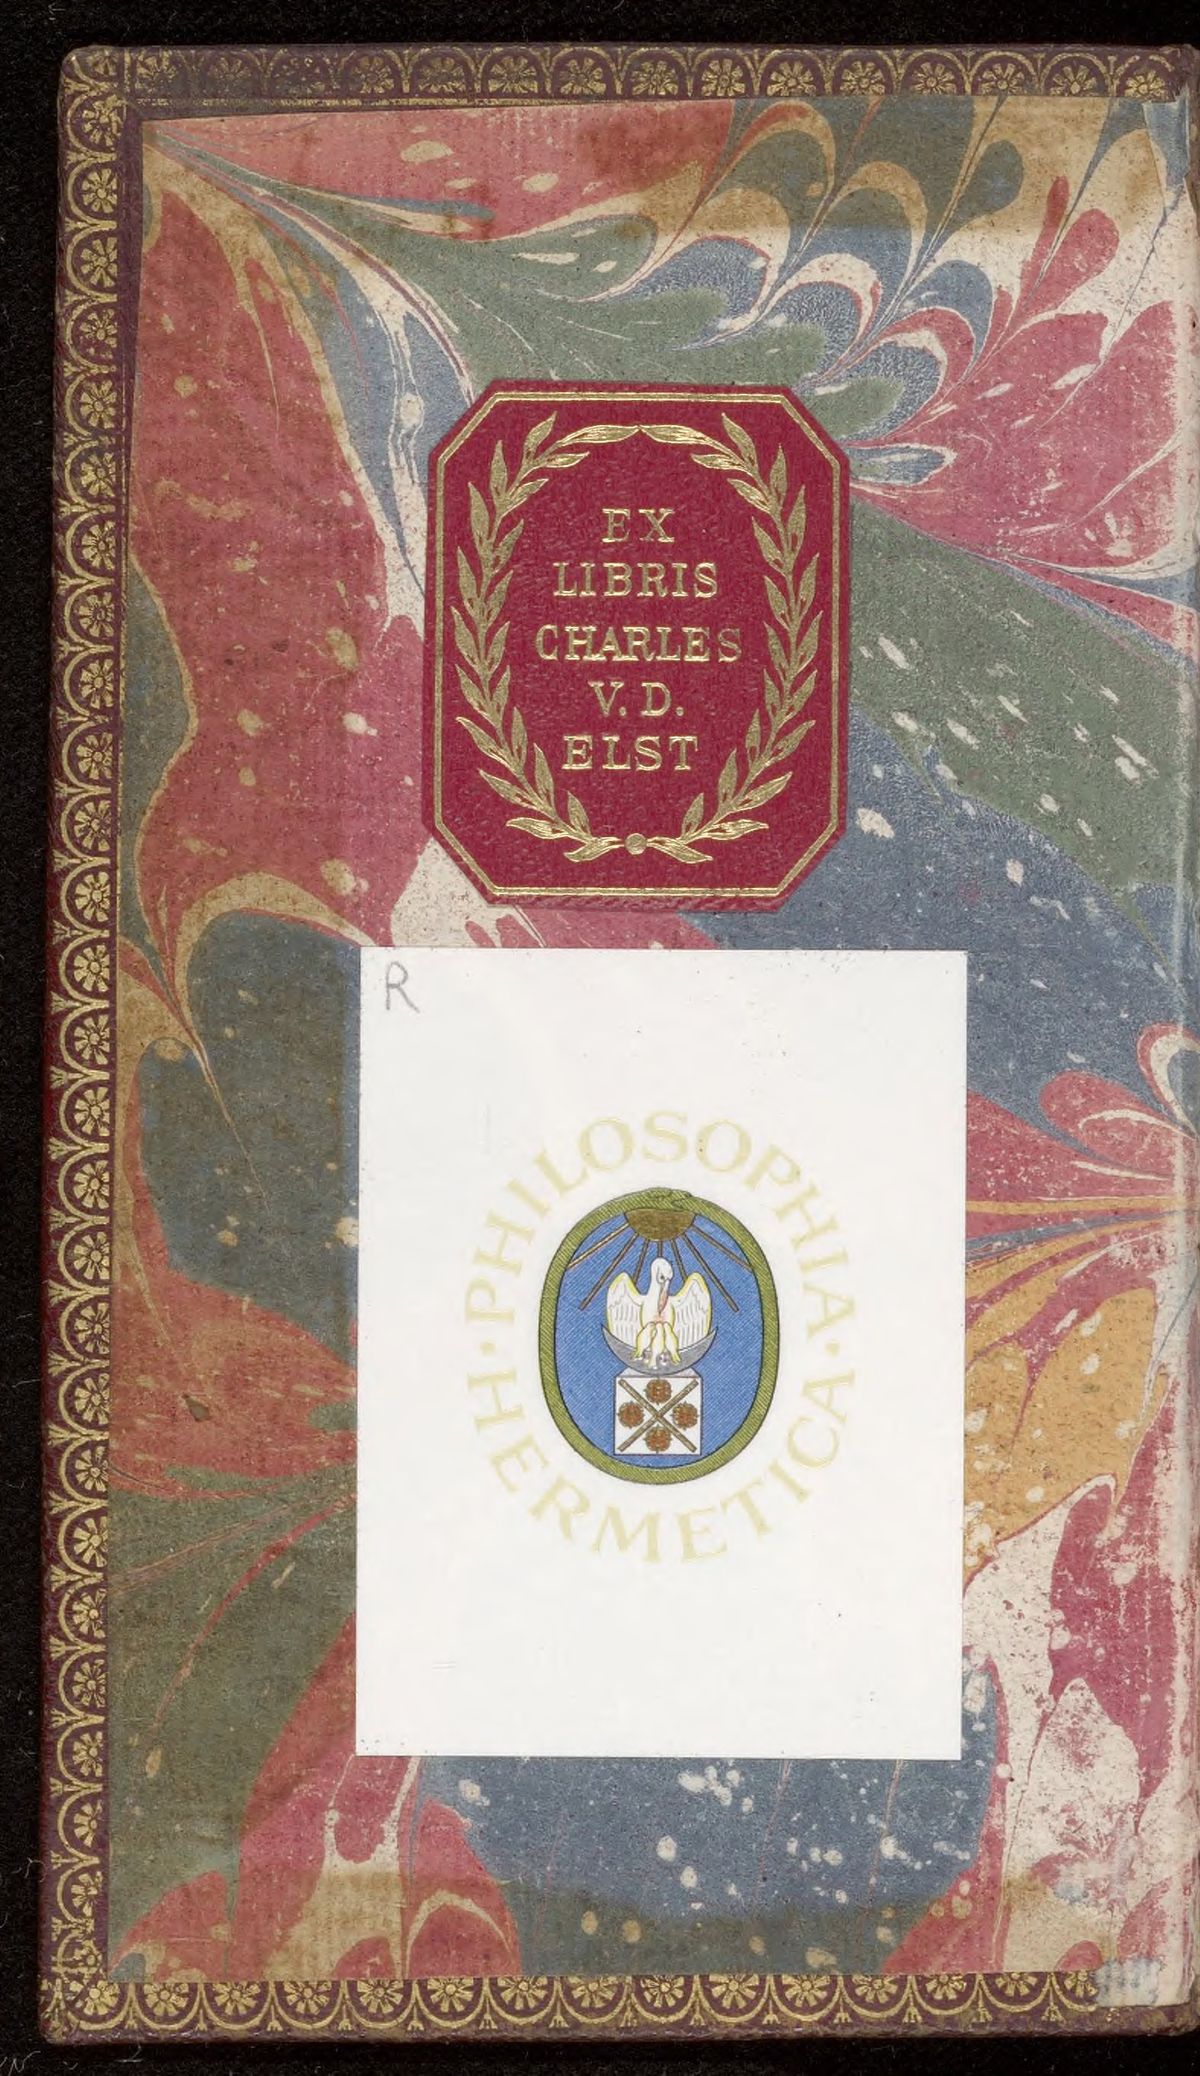 EX
LIBRIS
CHARLES
V. D.
ELST
R
·PHILOSOPHIA·
HERMETICA